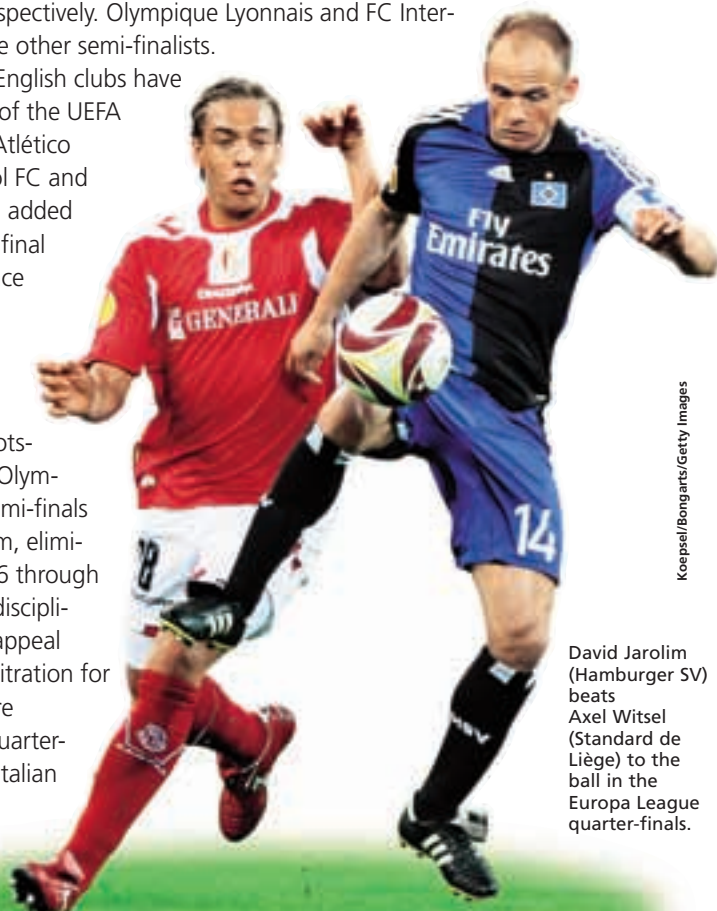 spectively. Olympique Lyonnais and FC Inter-
e other semi-finalists.
English clubs have
of the UEFA
Atlético
ol FC and
added
final
ce
ots-
Olym-
mi-finals
m, elimi-
6 through
discipli-
appeal
itration for
re
uarter-
talian
Fly
Emirates
GENERALI
14
HSV
Koepsel/Bongarts/Getty Images
David Jarolim
(Hamburger SV)
beats
Axel Witsel
(Standard de
Liège) to the
ball in the
Europa League
quarter-finals.